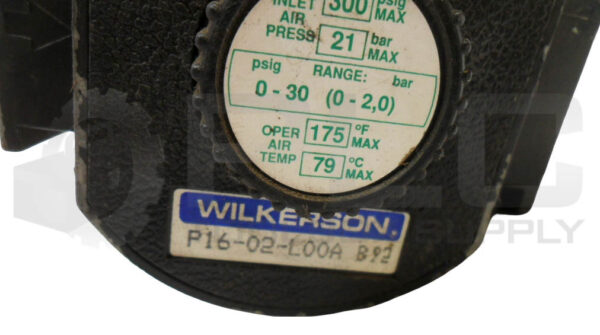 INLET 300 psig
AIR MAX
PRESS 21 bar
MAX
psig RANGE: bar
0 - 30 (0 - 2,0)
OPER 175 °F
AIR MAX
TEMP 79 °C
MAX
WILKERSON.
P16-02-L00A B92
SUPPLY